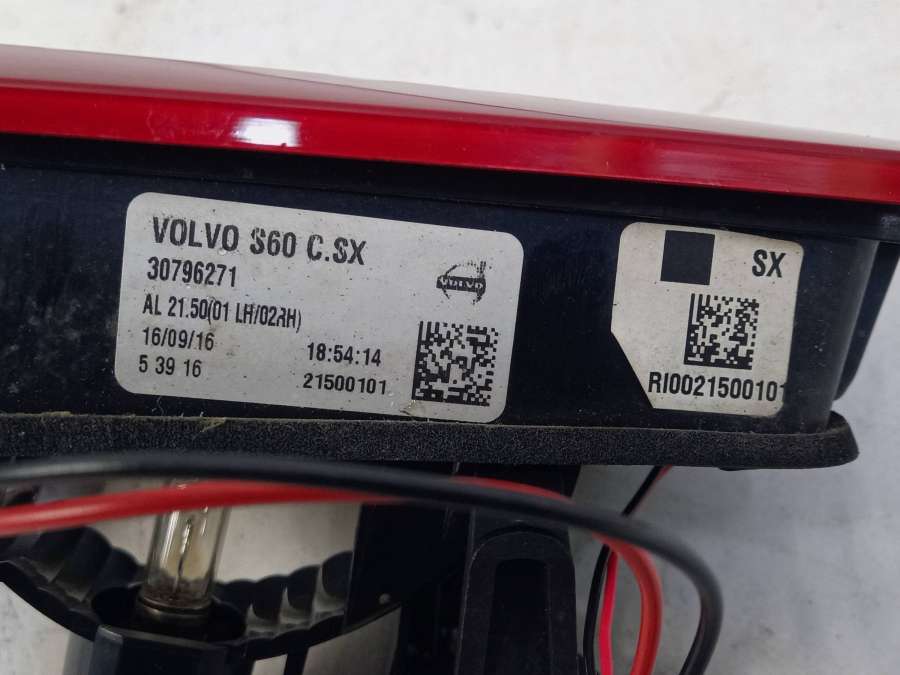 VOLVO S60 C.SX
30796271
VOLVO
AL 21.50(01 LH/02RH)
16/09/16 18:54:14
5 39 16 21500101
SX
RI0021500101